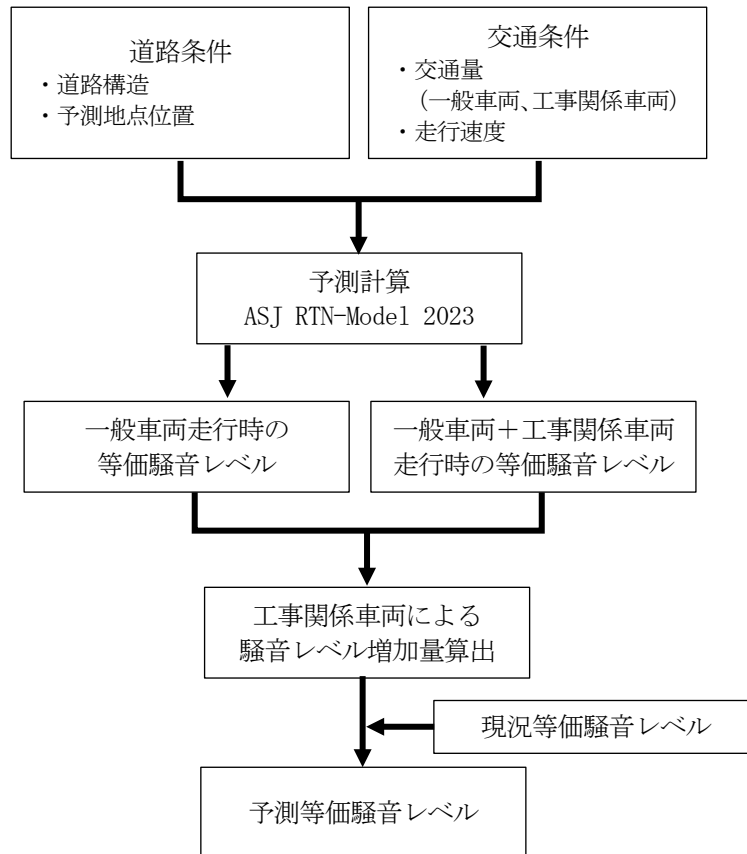 道路条件
・道路構造
・予測地点位置
交通条件
・交通量
（一般車両、工事関係車両）
・走行速度
予測計算
ASJ RTN-Model 2023
一般車両走行時の
等価騒音レベル
一般車両＋工事関係車両
走行時の等価騒音レベル
工事関係車両による
騒音レベル増加量算出
現況等価騒音レベル
予測等価騒音レベル